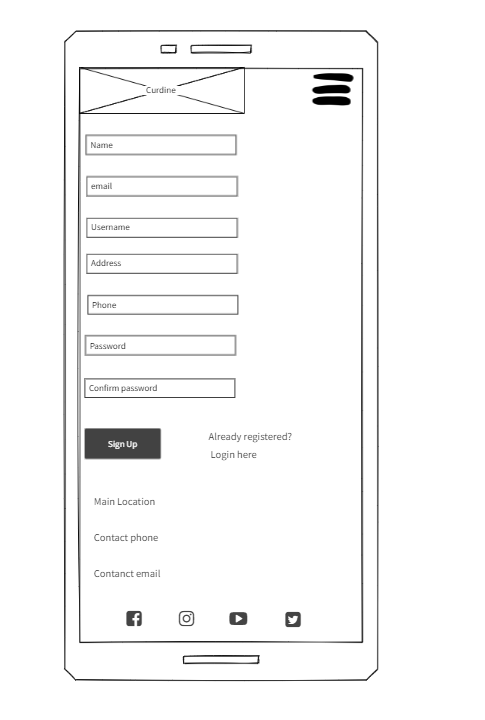 Curdine
Name
email
Username
Address
Phone
Password
Confirm password
Sign Up
Already registered?
Login here
Main Location
Contact phone
Contanct email